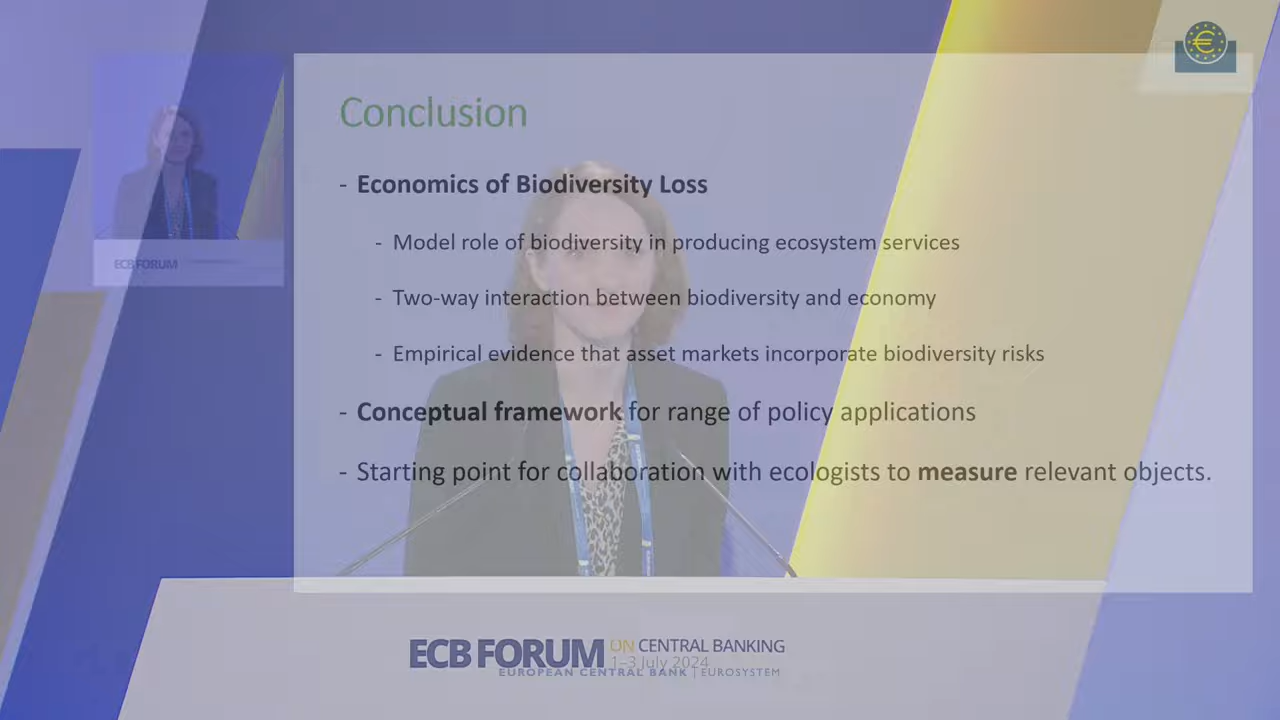 Conclusion
- Economics of Biodiversity Loss
- Model role of biodiversity in producing ecosystem services
- Two-way interaction between biodiversity and economy
- Empirical evidence that asset markets incorporate biodiversity risks
- Conceptual framework for range of policy applications
- Starting point for collaboration with ecologists to measure relevant objects.
ECB FORUM
ECB FORUM ON CENTRAL BANKING
1–3 July 2024
EUROPEAN CENTRAL BANK | EUROSYSTEM